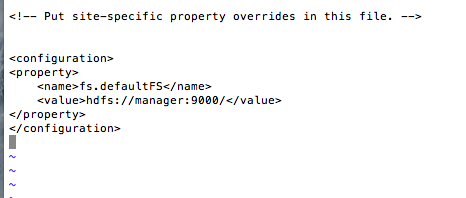 <!-- Put site-specific property overrides in this file. -->
<configuration>
<property>
<name>fs.defaultFS</name>
<value>hdfs://manager:9000/</value>
</property>
</configuration>
~
~
~
~